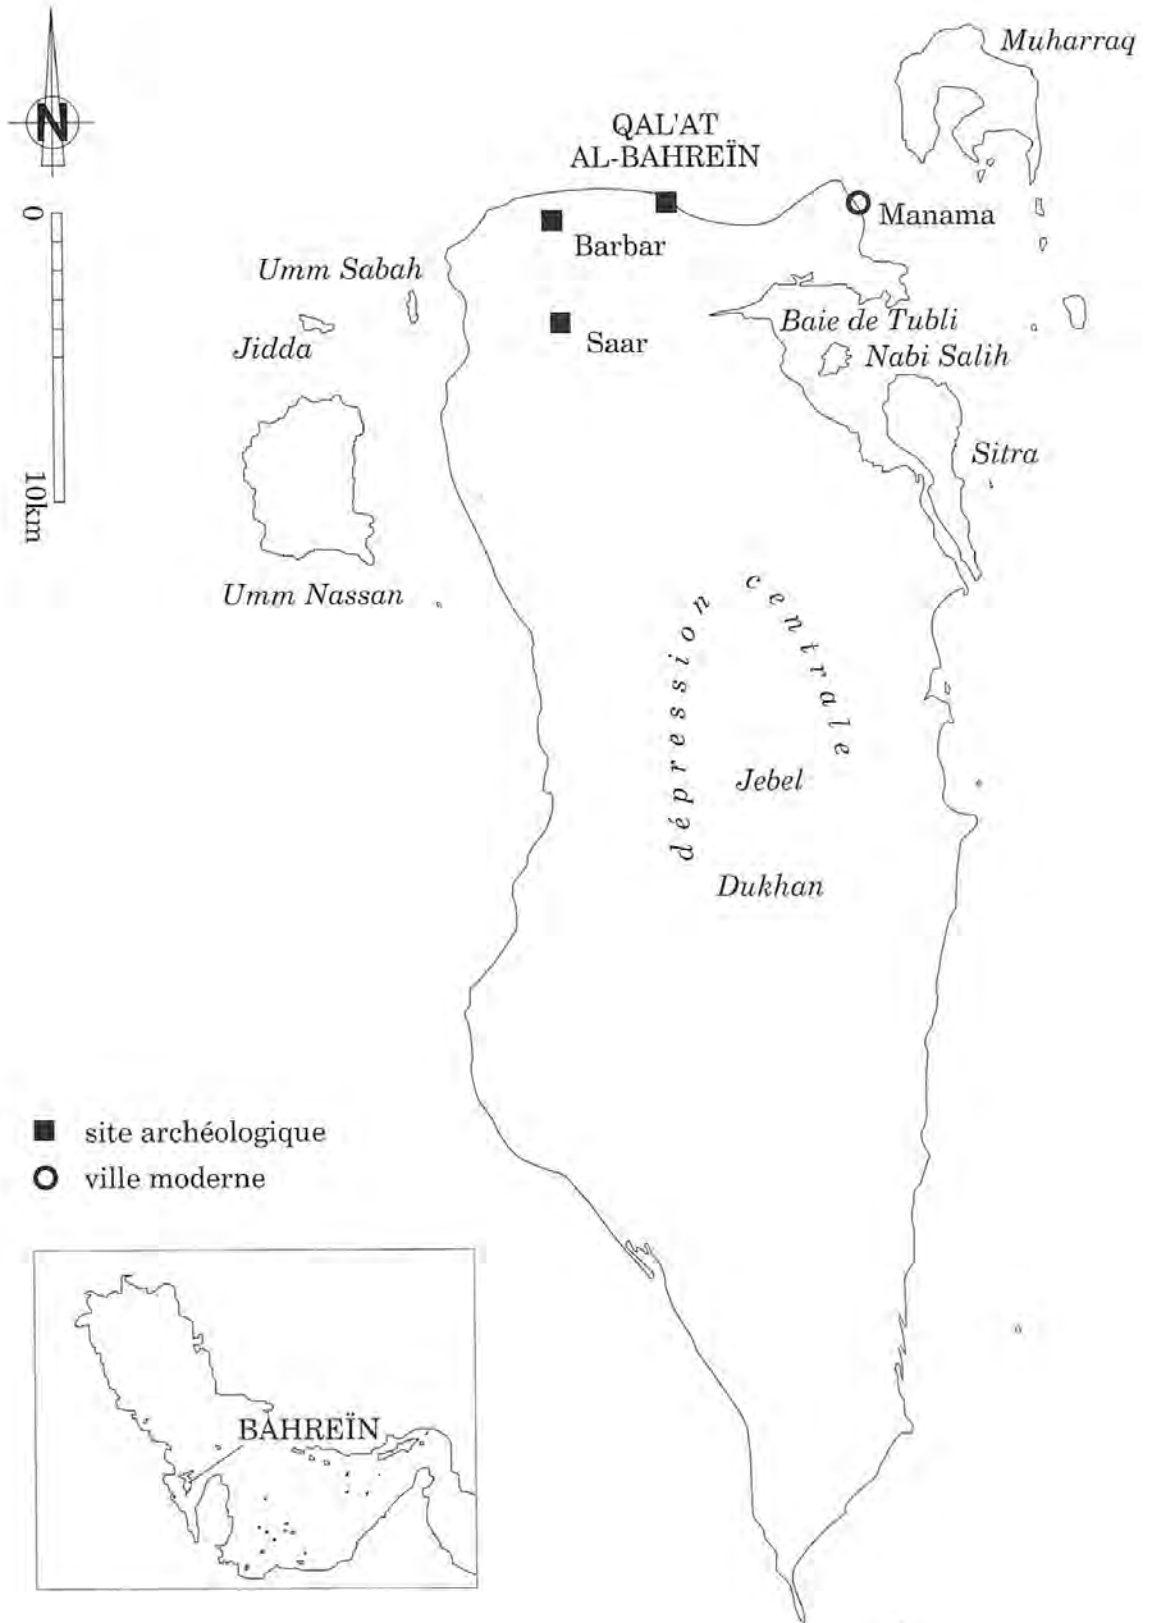 N
Muharraq
QAL'AT
AL-BAHREÏN
0
Manama
Barbar
Umm Sabah
Baie de Tubli
Jidda
Saar
Nabi Salih
Sitra
10km
Umm Nassan
dépression centrale
Jebel
Dukhan
site archéologique
ville moderne
BAHREÏN